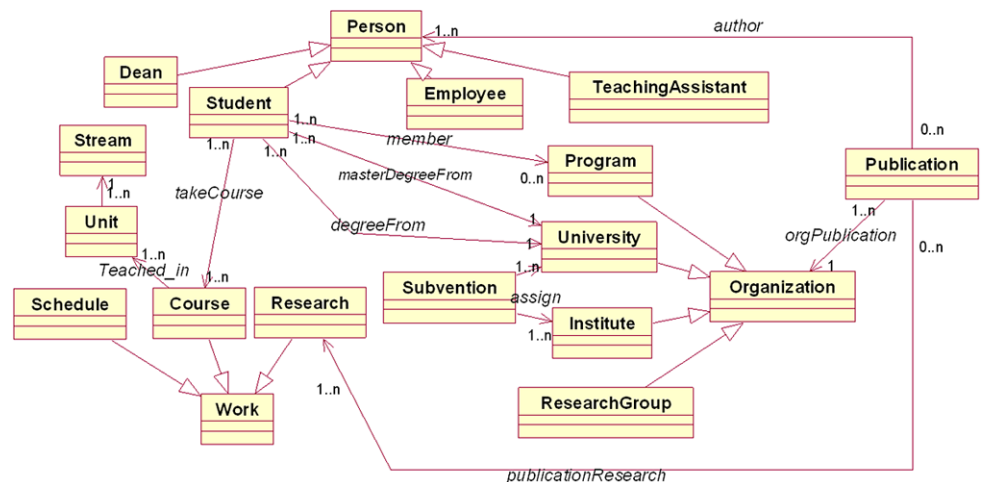 Person
author
1..n
Dean
Employee
TeachingAssistant
Student
1..n
1..n
1..n
1..n
member
0..n
Stream
Program
Publication
0..n
1
1..n
takeCourse
masterDegreeFrom
1..n
Unit
degreeFrom
1
University
orgPublication
0..n
1
1..n
Teached_in
1..n
1..n
Subvention
1
Organization
Schedule
Course
Research
assign
Institute
1..n
1..n
ResearchGroup
Work
publicationResearch